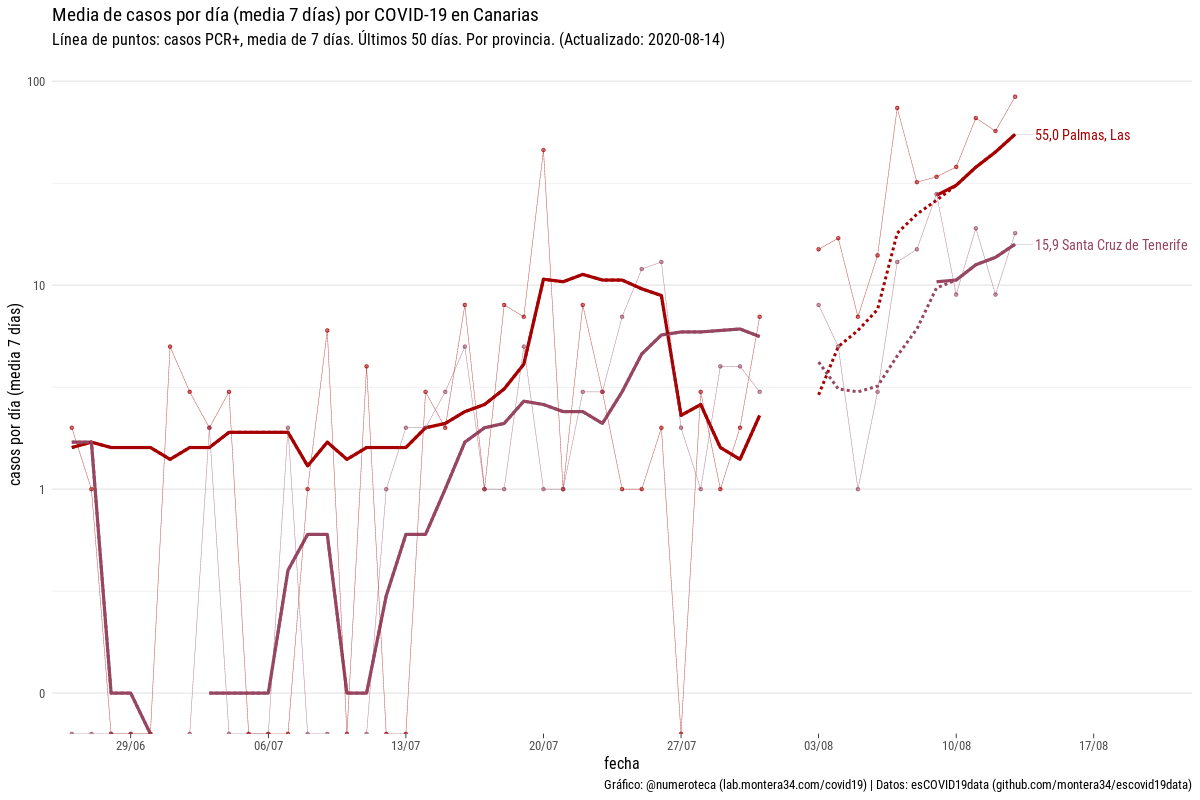 Media de casos por día (media 7 días) por COVID-19 en Canarias
Línea de puntos: casos PCR+, media de 7 días. Últimos 50 días. Por provincia. (Actualizado: 2020-08-14)
casos por día (media 7 días)
100
10
1
0
55,0 Palmas, Las
15,9 Santa Cruz de Tenerife
29/06
06/07
13/07
20/07
27/07
03/08
10/08
17/08
fecha
Gráfico: @numeroteca (lab.montera34.com/covid19) | Datos: esCOVID19data (github.com/montera34/escovid19data)